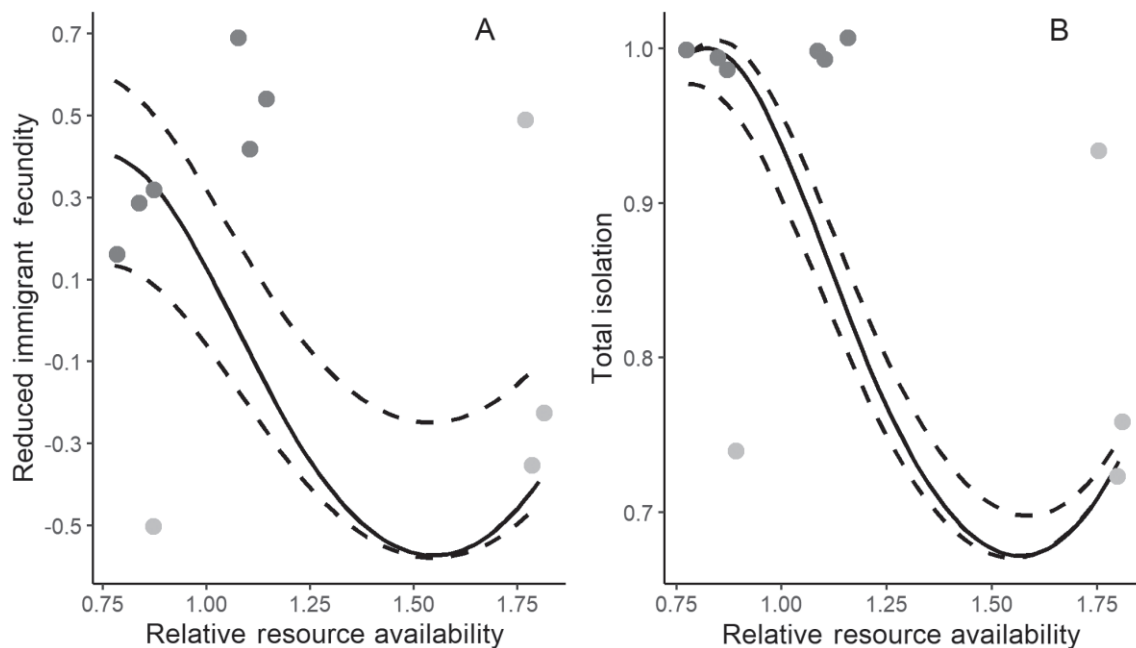 A
Reduced immigrant fecundity
0.7
0.5
0.3
0.1
-0.1
-0.3
-0.5
0.75 1.00 1.25 1.50 1.75
Relative resource availability
B
Total isolation
1.0
0.9
0.8
0.7
0.75 1.00 1.25 1.50 1.75
Relative resource availability